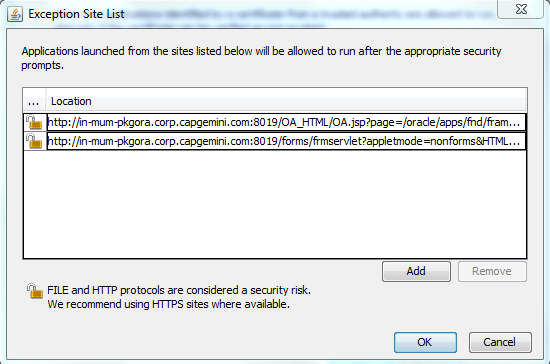 Exception Site List
Applications launched from the sites listed below will be allowed to run after the appropriate security
prompts.
... Location
http://in-mum-pkgora.corp.capgemini.com:8019/OA_HTML/OA.jsp?page=/oracle/apps/fnd/fram...
http://in-mum-pkgora.corp.capgemini.com:8019/forms/frmservlet?appletmode=nonforms&HTML...
Add Remove
FILE and HTTP protocols are considered a security risk.
We recommend using HTTPS sites where available.
OK Cancel